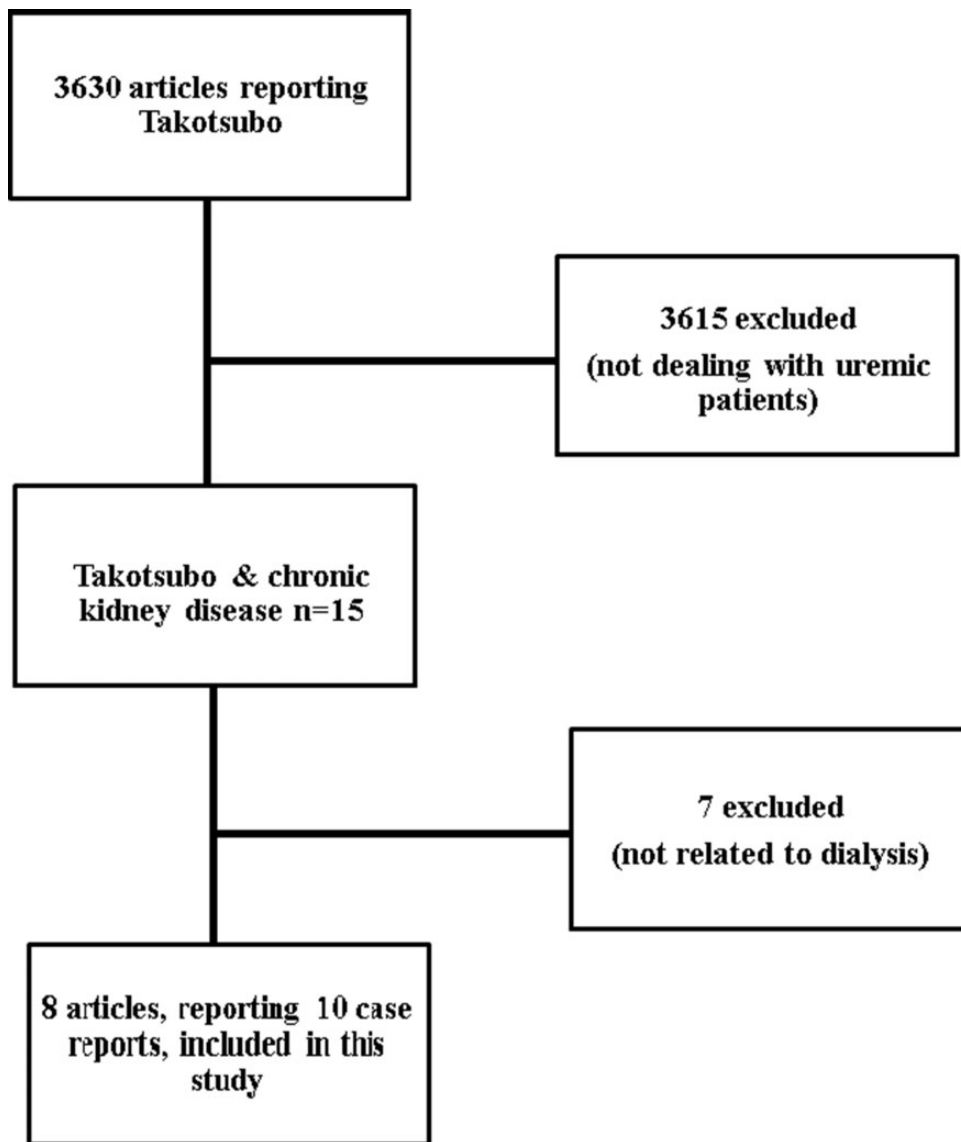 3630 articles reporting
Takotsubo
3615 excluded
(not dealing with uremic
patients)
Takotsubo & chronic
kidney disease n=15
7 excluded
(not related to dialysis)
8 articles, reporting 10 case
reports, included in this
study